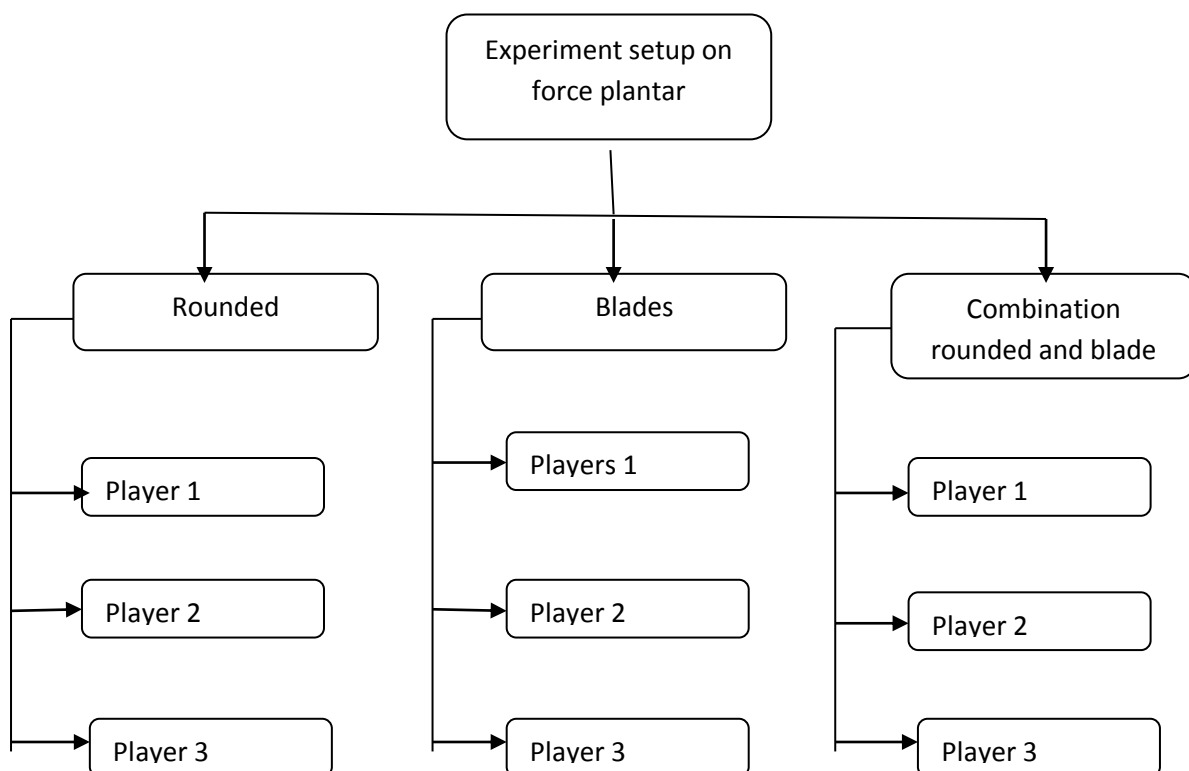 Experiment setup on
force plantar
Rounded
Blades
Combination
rounded and blade
Player 1
Players 1
Player 1
Player 2
Player 2
Player 2
Player 3
Player 3
Player 3